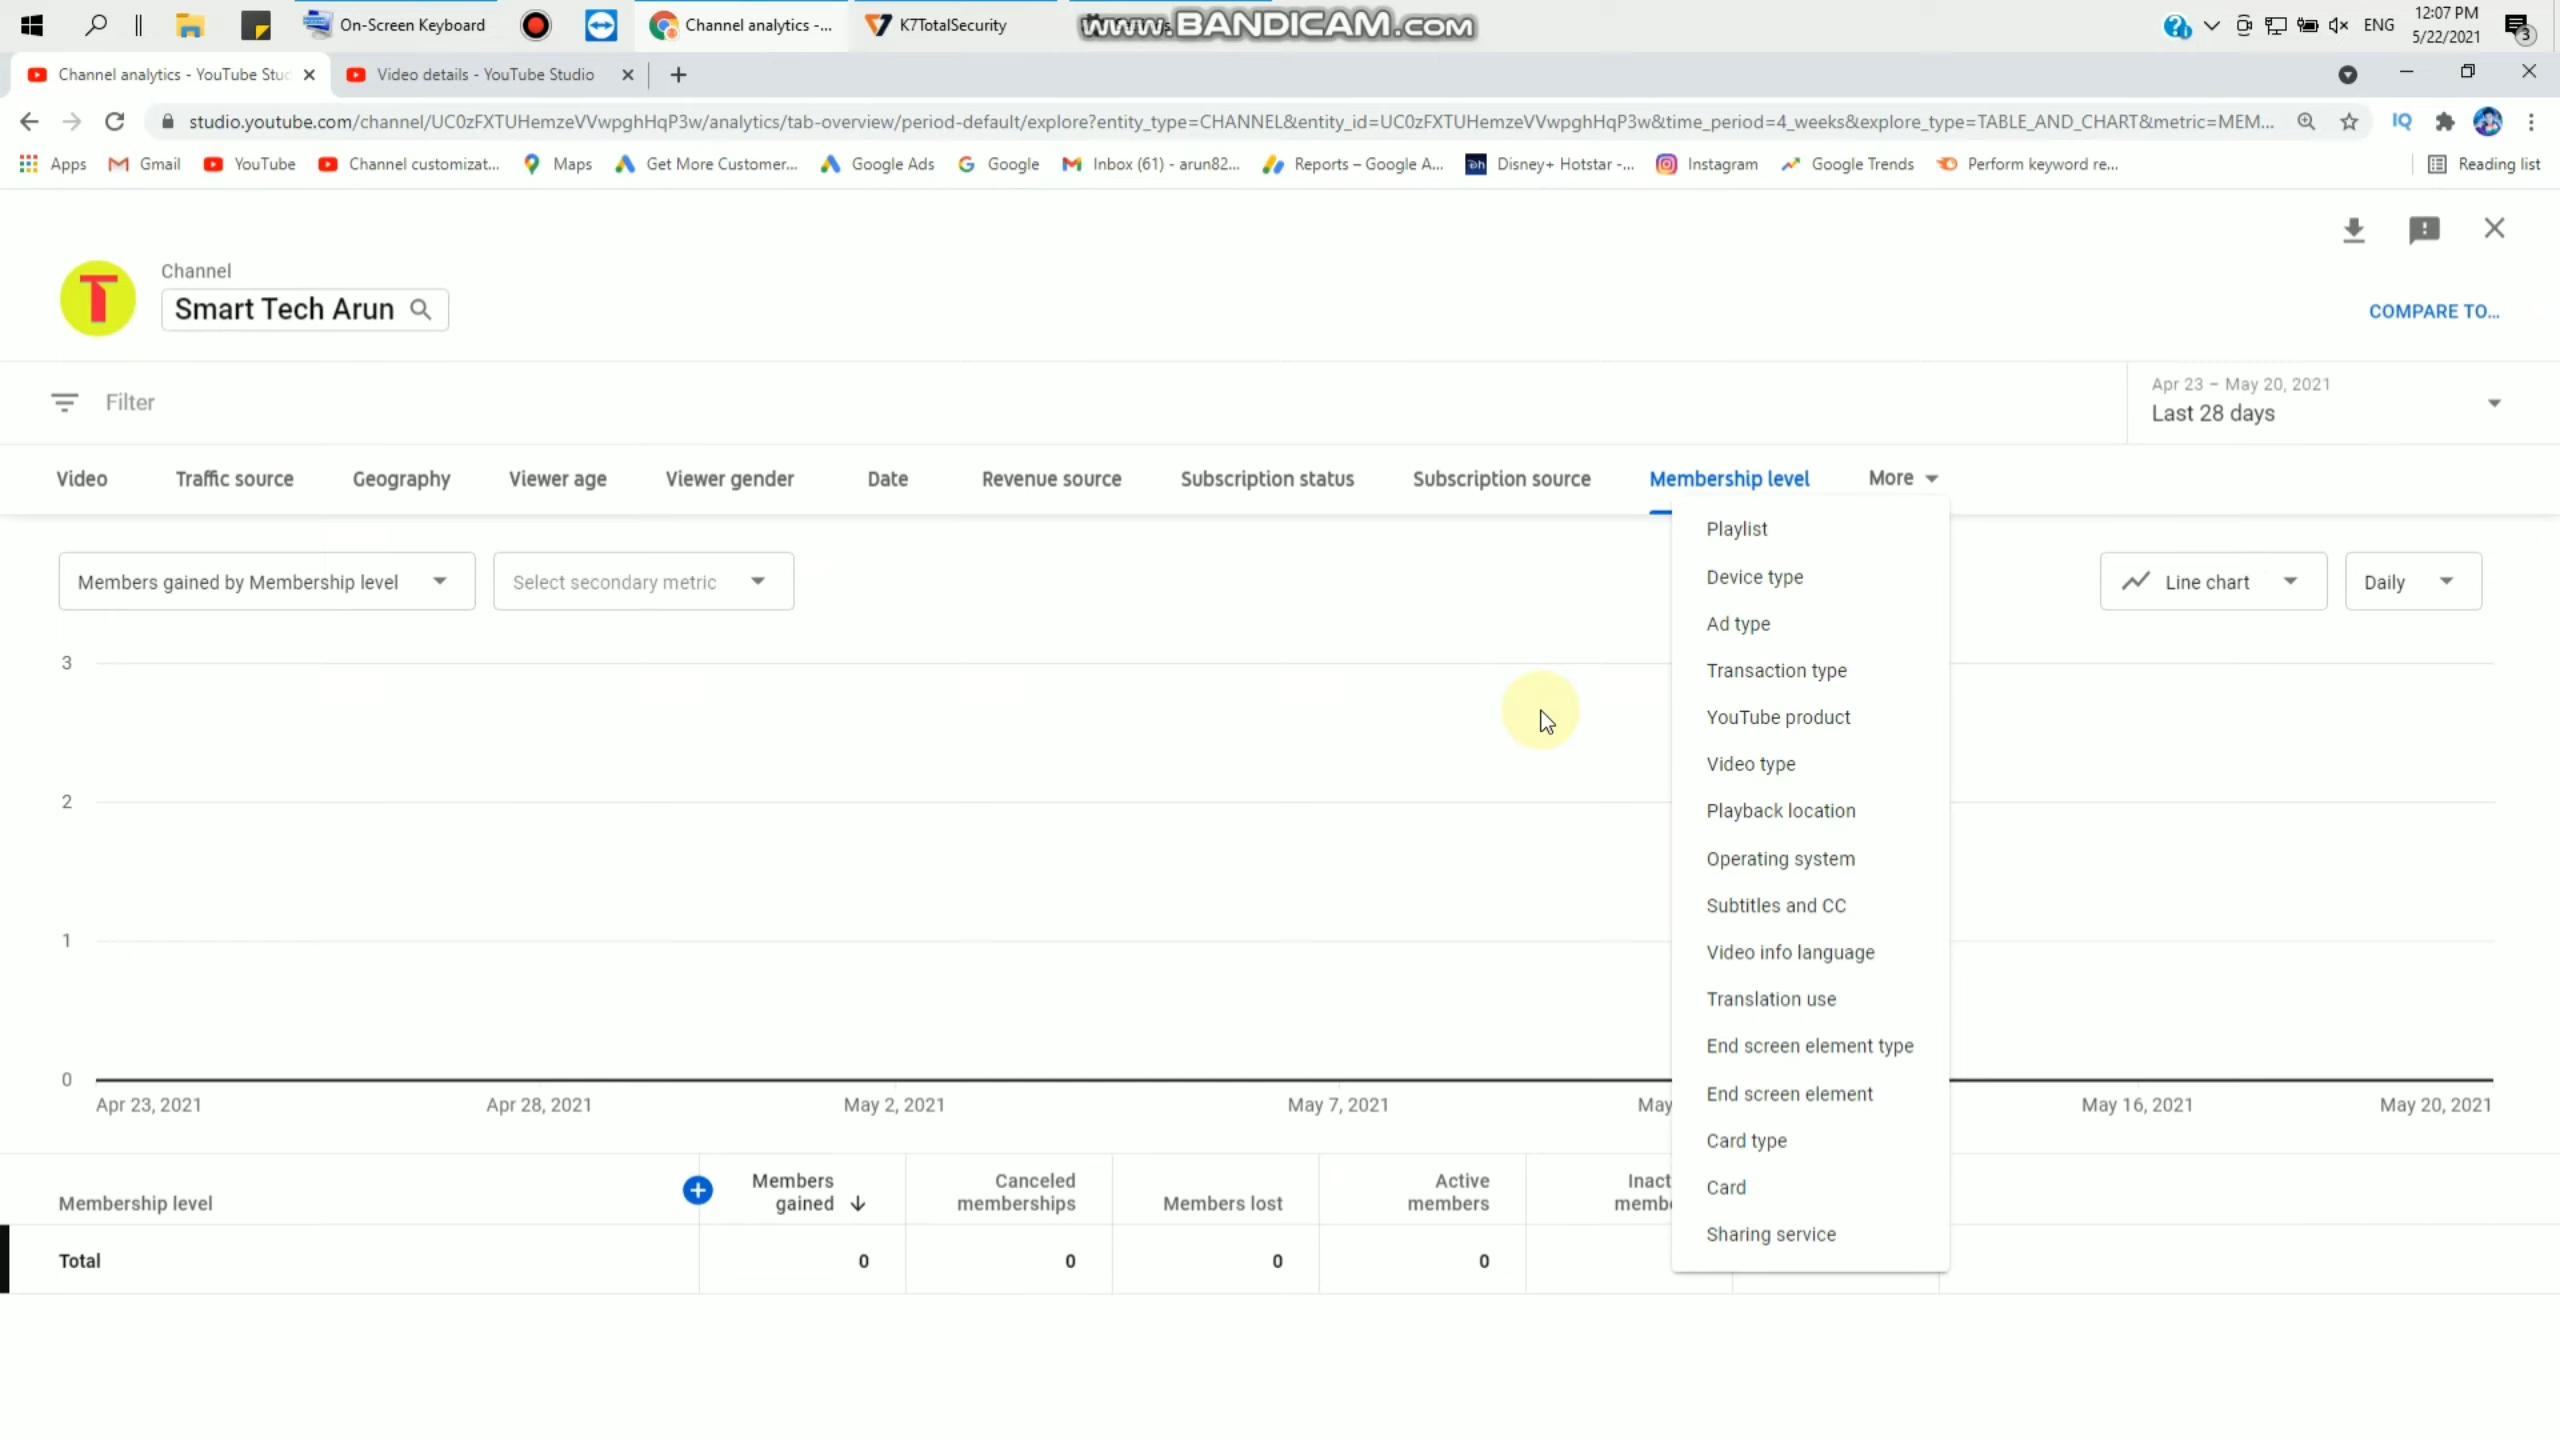 On-Screen Keyboard
Channel analytics -...
K7TotalSecurity
www.BANDICAM.com
ENG
12:07 PM
5/22/2021
3
Channel analytics - YouTube Stud
Video details - YouTube Studio
studio.youtube.com/channel/UC0zFXTUHemzeVVwpghHqP3w/analytics/tab-overview/period-default/explore?entity_type=CHANNEL&entity_id=UC0zFXTUHemzeVVwpghHqP3w&time_period=4_weeks&explore_type=TABLE_AND_CHART&metric=MEM...
IQ
Apps
Gmail
YouTube
Channel customizat...
Maps
Get More Customer...
Google Ads
Google
Inbox (61) - arun82...
Reports – Google A...
Disney+ Hotstar -...
Instagram
Google Trends
Perform keyword re...
Reading list
T
Channel
Smart Tech Arun
COMPARE TO...
Filter
Apr 23 – May 20, 2021
Last 28 days
Video
Traffic source
Geography
Viewer age
Viewer gender
Date
Revenue source
Subscription status
Subscription source
Membership level
More
Playlist
Device type
Ad type
Transaction type
YouTube product
Video type
Playback location
Operating system
Subtitles and CC
Video info language
Translation use
End screen element type
End screen element
Card type
Card
Sharing service
Members gained by Membership level
Select secondary metric
Line chart
Daily
3
2
1
0
Apr 23, 2021
Apr 28, 2021
May 2, 2021
May 7, 2021
May
May 16, 2021
May 20, 2021
Membership level
Members
gained
Canceled
memberships
Members lost
Active
members
Inact
membe
Total
0
0
0
0